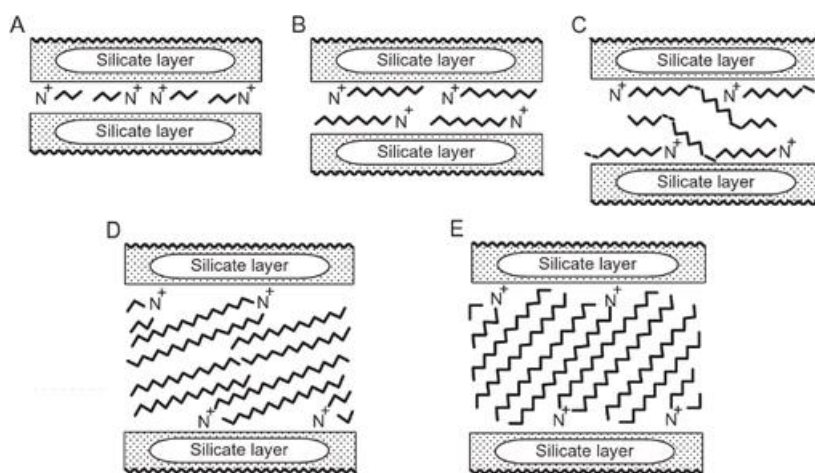 A
Silicate layer
N+ N+ N+ N+
Silicate layer
B
Silicate layer
N+ N+
N+ N+
Silicate layer
C
Silicate layer
N+ N+
N+ N+
Silicate layer
D
Silicate layer
N+ N+
N+ N+
Silicate layer
E
Silicate layer
N+ N+
N+ N+
Silicate layer